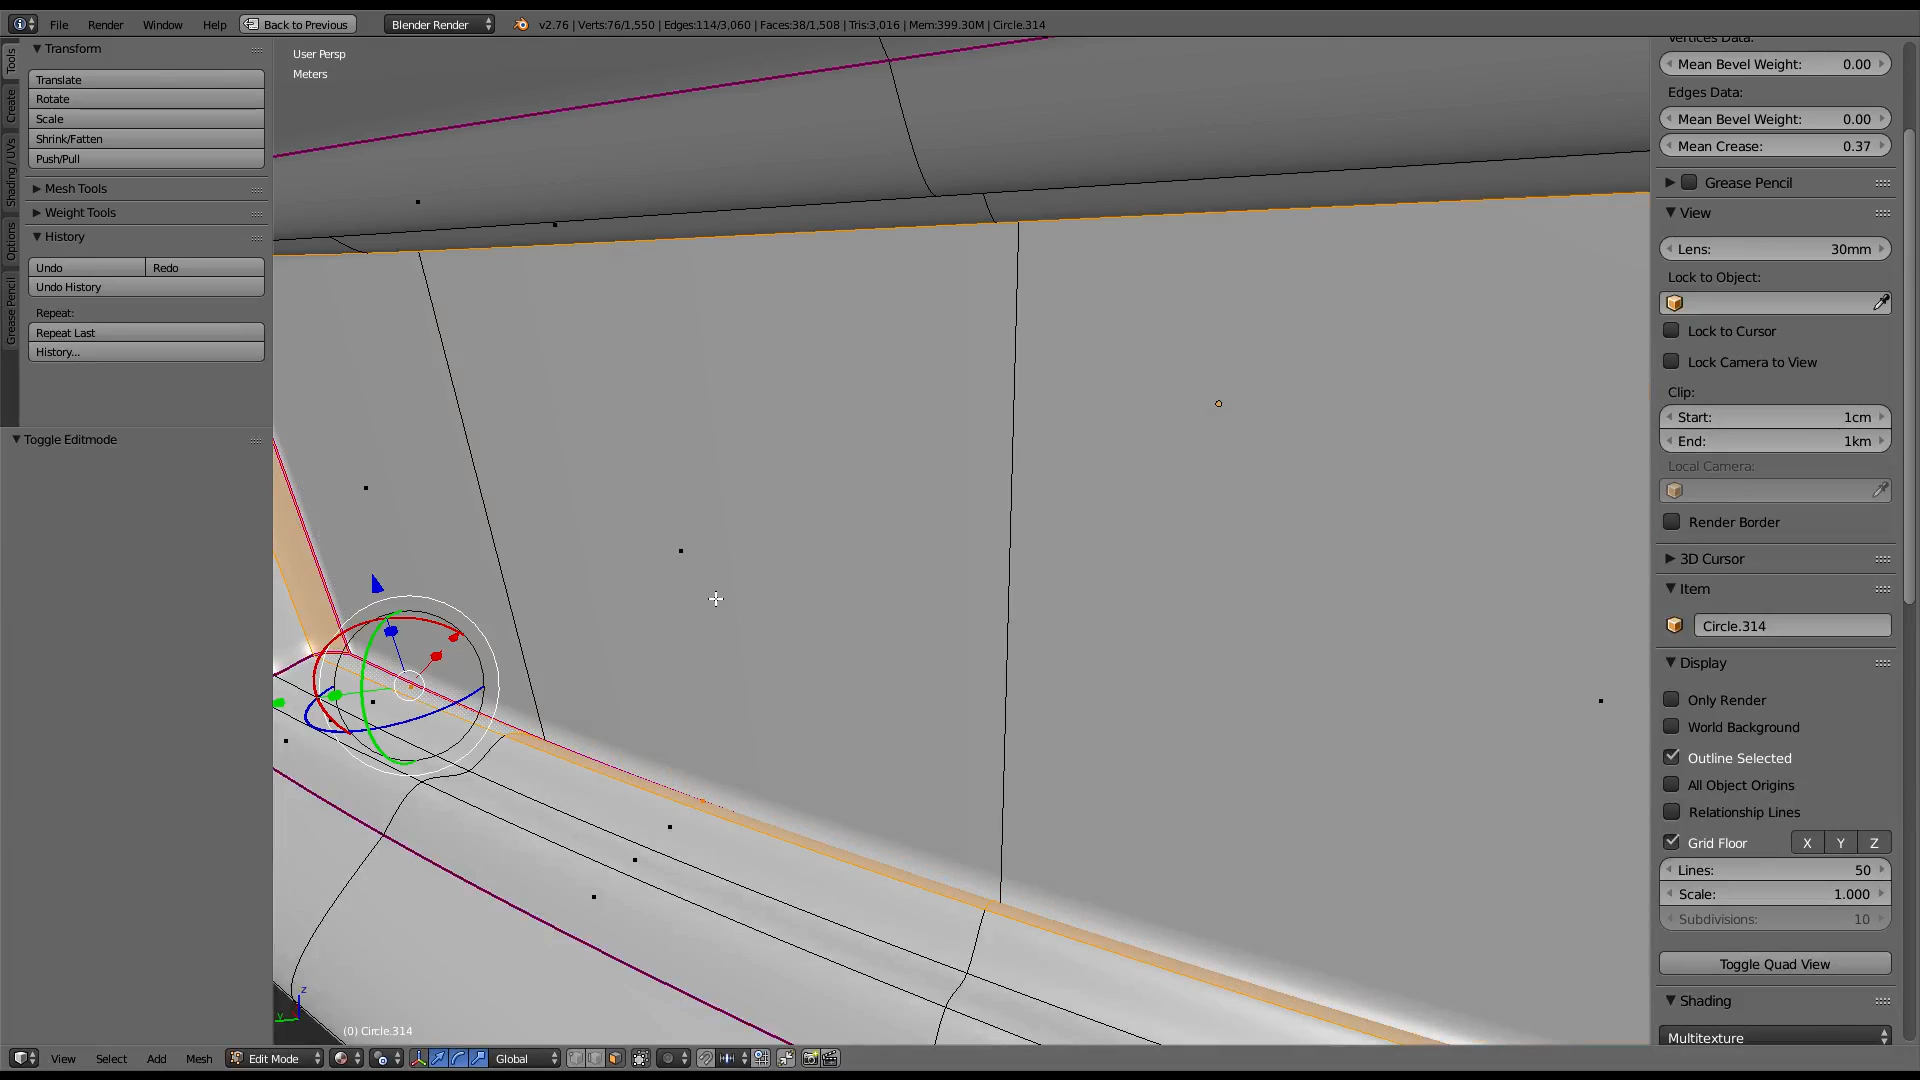 File Render Window Help Back to Previous Blender Render v2.76 | Verts:76/1,550 | Edges:114/3,060 | Faces:38/1,508 | Tris:3,016 | Mem:399.30M | Circle.314
Tools
Create
Shading / UVs
Options
Grease Pencil
Transform
Translate
Rotate
Scale
Shrink/Fatten
Push/Pull
Mesh Tools
Weight Tools
History
Undo Redo
Undo History
Repeat:
Repeat Last
History...
Toggle Editmode
User Persp
Meters
z
y
(0) Circle.314
Vertices Data:
Mean Bevel Weight: 0.00
Edges Data:
Mean Bevel Weight: 0.00
Mean Crease: 0.37
Grease Pencil
View
Lens: 30mm
Lock to Object:
Lock to Cursor
Lock Camera to View
Clip:
Start: 1cm
End: 1km
Local Camera:
Render Border
3D Cursor
Item
Circle.314
Display
Only Render
World Background
Outline Selected
All Object Origins
Relationship Lines
Grid Floor X Y Z
Lines: 50
Scale: 1.000
Subdivisions: 10
Toggle Quad View
Shading
Multitexture
View Select Add Mesh Edit Mode Global